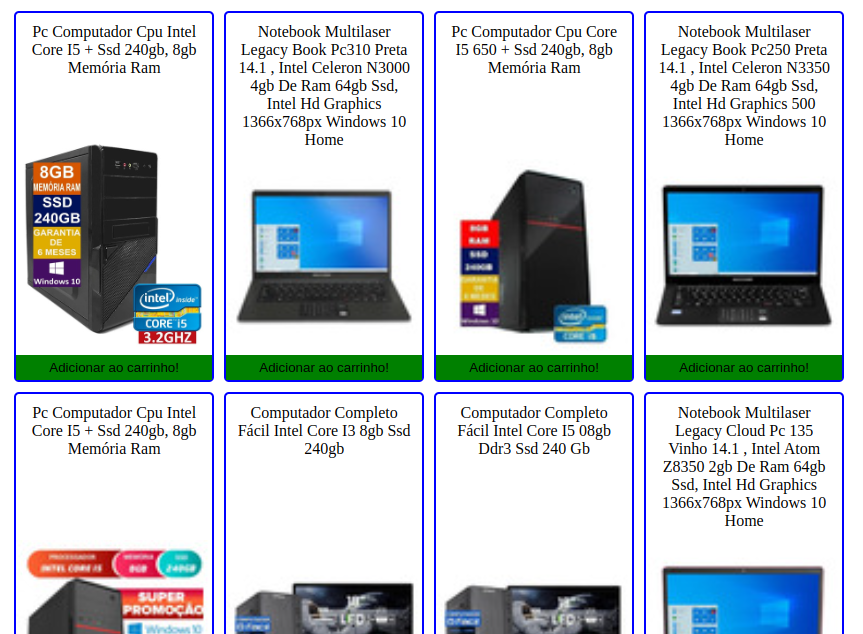 Pc Computador Cpu Intel
Core I5 + Ssd 240gb, 8gb
Memória Ram
8GB
MEMÓRIA RAM
SSD
240GB
GARANTIA
DE
6 MESES
Windows 10
intel inside
CORE i5
3.2GHZ
Adicionar ao carrinho!
Notebook Multilaser
Legacy Book Pc310 Preta
14.1 , Intel Celeron N3000
4gb De Ram 64gb Ssd,
Intel Hd Graphics
1366x768px Windows 10
Home
Adicionar ao carrinho!
Pc Computador Cpu Core
I5 650 + Ssd 240gb, 8gb
Memória Ram
8GB
RAM
SSD
240GB
GARANTIA
DE
6 MESES
Windows 10
intel
CORE i5
Adicionar ao carrinho!
Notebook Multilaser
Legacy Book Pc250 Preta
14.1 , Intel Celeron N3350
4gb De Ram 64gb Ssd,
Intel Hd Graphics 500
1366x768px Windows 10
Home
Adicionar ao carrinho!
Pc Computador Cpu Intel
Core I5 + Ssd 240gb, 8gb
Memória Ram
PROCESSADOR
INTEL CORE I5
MEMÓRIA
8GB
SSD
240GB
SUPER
PROMOÇÃO
Windows 10
Computador Completo
Fácil Intel Core I3 8gb Ssd
240gb
LED
Computador Completo
Fácil Intel Core I5 08gb
Ddr3 Ssd 240 Gb
LED
Notebook Multilaser
Legacy Cloud Pc 135
Vinho 14.1 , Intel Atom
Z8350 2gb De Ram 64gb
Ssd, Intel Hd Graphics
1366x768px Windows 10
Home